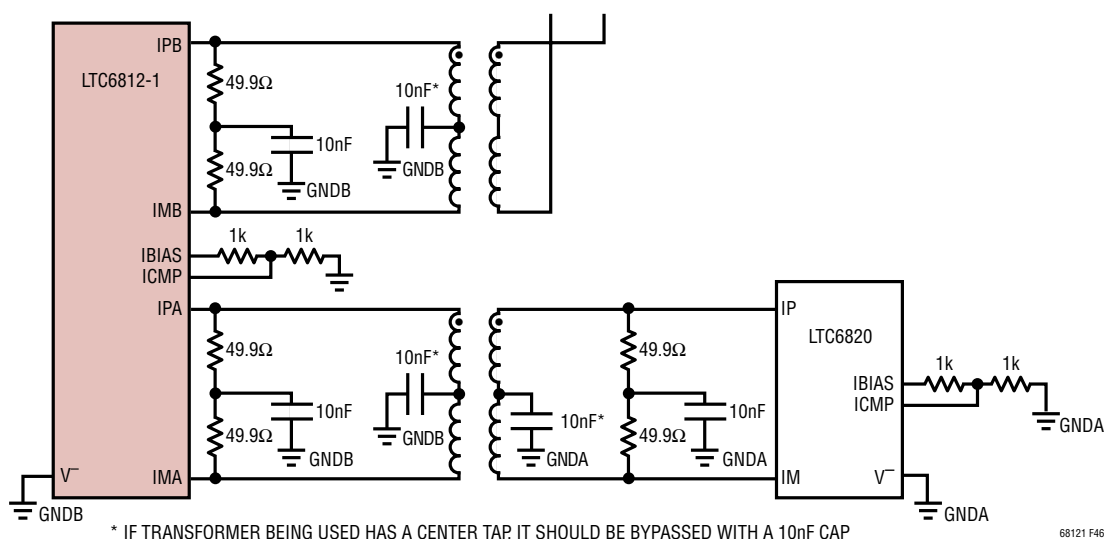 IPB
LTC6812-1
49.9Ω
10nF*
10nF
49.9Ω
GNDB
GNDB
IMB
1k
1k
IBIAS
ICMP
IPA
IP
LTC6820
49.9Ω
49.9Ω
10nF*
1k
1k
IBIAS
10nF
10nF*
10nF
ICMP
49.9Ω
49.9Ω
GNDB
GNDA
GNDB
GNDA
GNDA
V–
IMA
IM
V–
GNDB
GNDA
* IF TRANSFORMER BEING USED HAS A CENTER TAP, IT SHOULD BE BYPASSED WITH A 10nF CAP
68121 F46